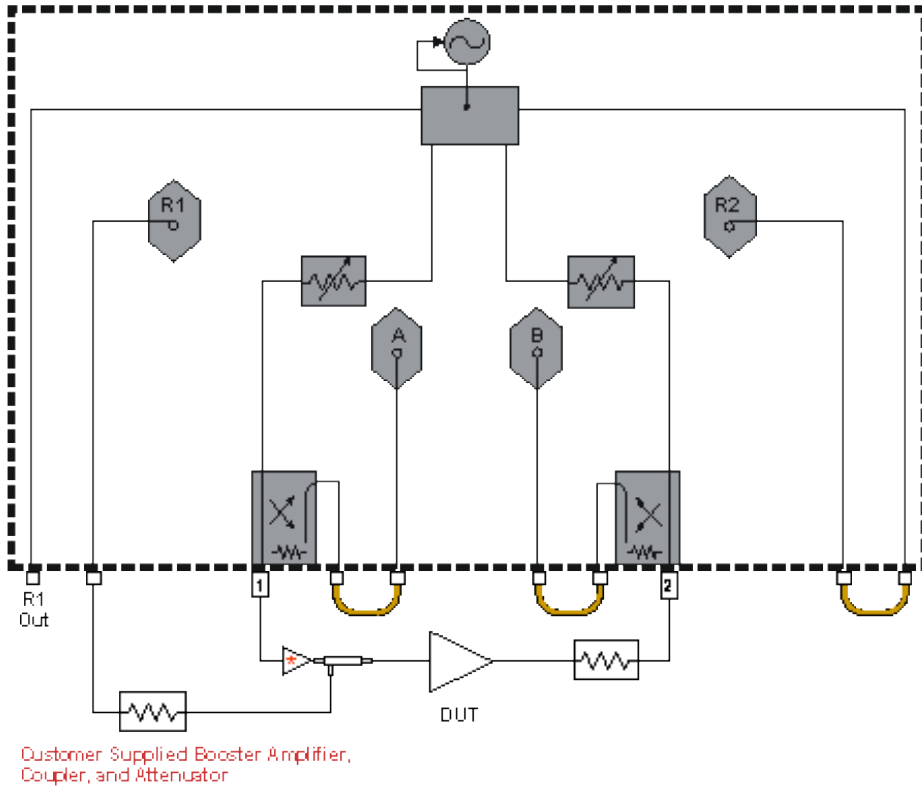 R1
R2
A
B
R1
Out
1
2
*
DUT
Customer Supplied Booster Amplifier,
Coupler, and Attenuator